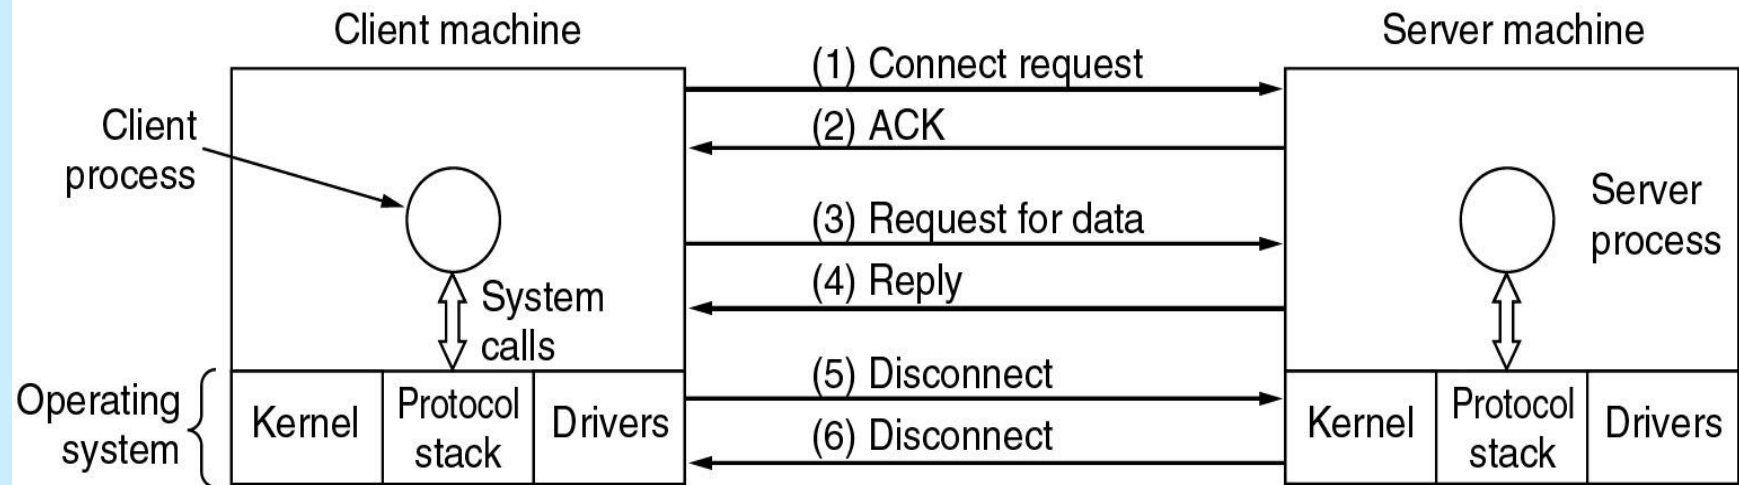 Client machine
Server machine
(1) Connect request
(2) ACK
Client
process
(3) Request for data
Server
process
(4) Reply
System
calls
(5) Disconnect
Operating
system
Kernel
Protocol
stack
Drivers
(6) Disconnect
Kernel
Protocol
stack
Drivers